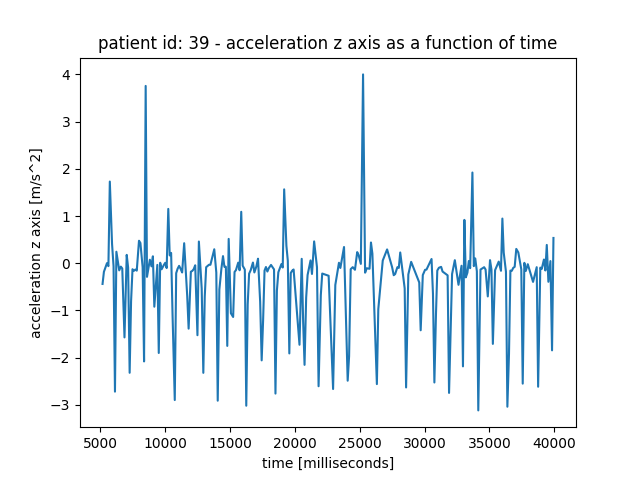 patient id: 39 - acceleration z axis as a function of time
acceleration z axis [m/s^2]
4
3
2
1
0
−1
−2
−3
5000 10000 15000 20000 25000 30000 35000 40000
time [milliseconds]